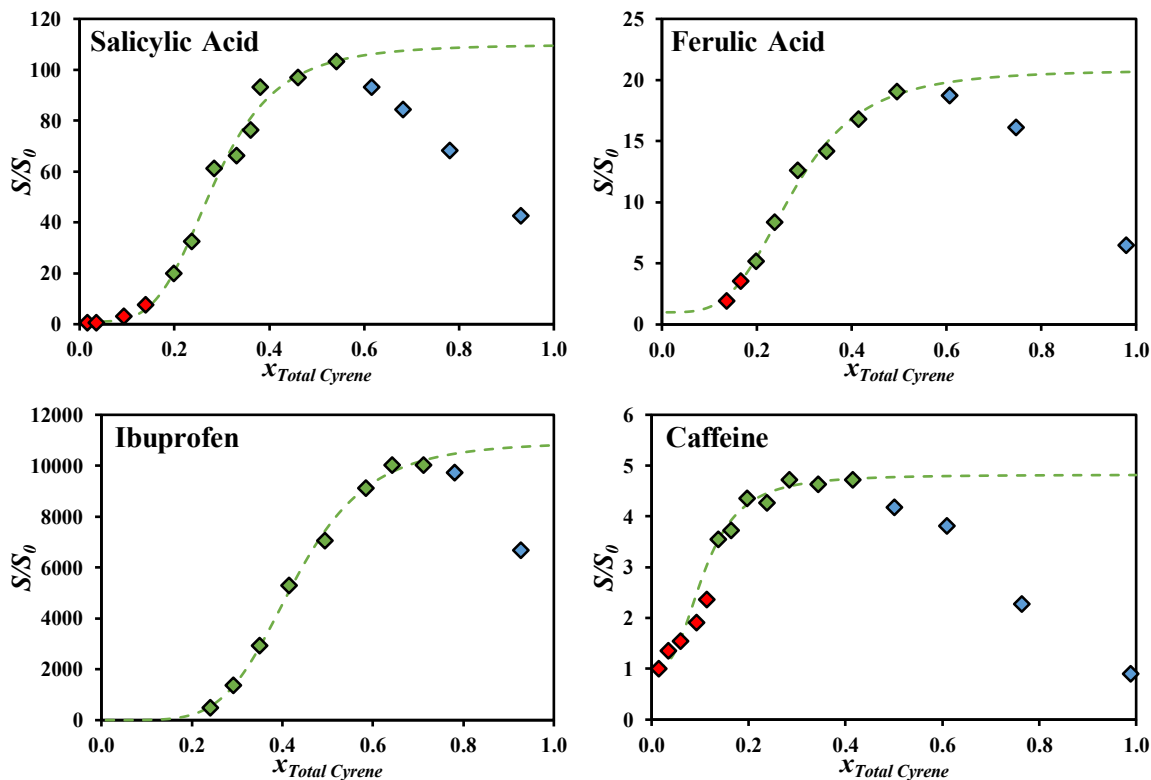 Salicylic Acid
S/S0
120
100
80
60
40
20
0
0.0 0.2 0.4 0.6 0.8 1.0
xTotal Cyrene
Ferulic Acid
S/S0
25
20
15
10
5
0
0.0 0.2 0.4 0.6 0.8 1.0
xTotal Cyrene
Ibuprofen
S/S0
12000
10000
8000
6000
4000
2000
0
0.0 0.2 0.4 0.6 0.8 1.0
xTotal Cyrene
Caffeine
S/S0
6
5
4
3
2
1
0
0.0 0.2 0.4 0.6 0.8 1.0
xTotal Cyrene